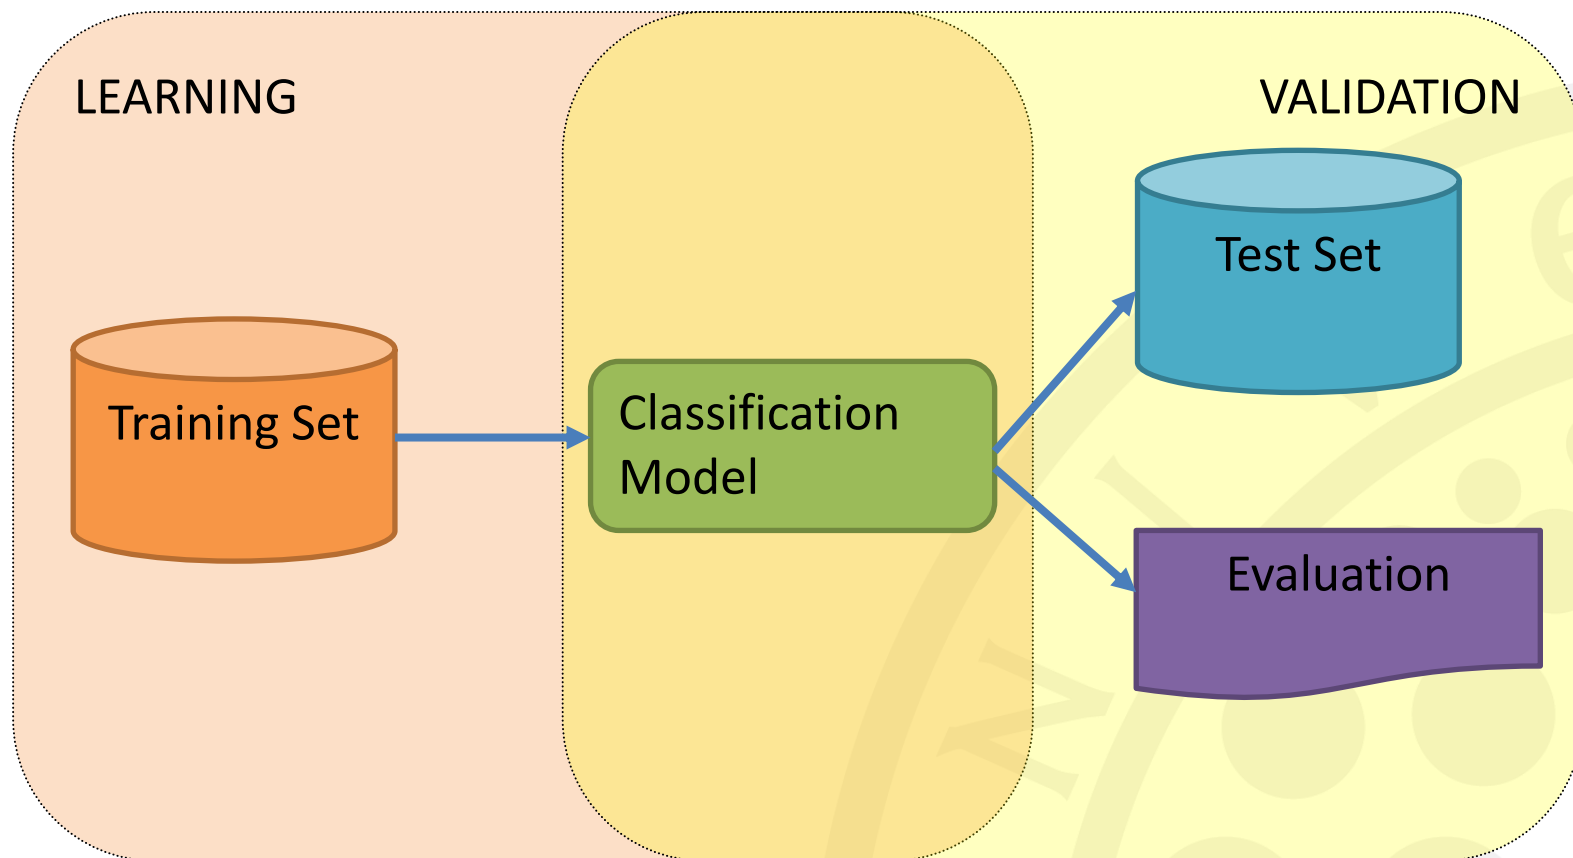 LEARNING
VALIDATION
Test Set
Training Set
Classification
Model
Evaluation